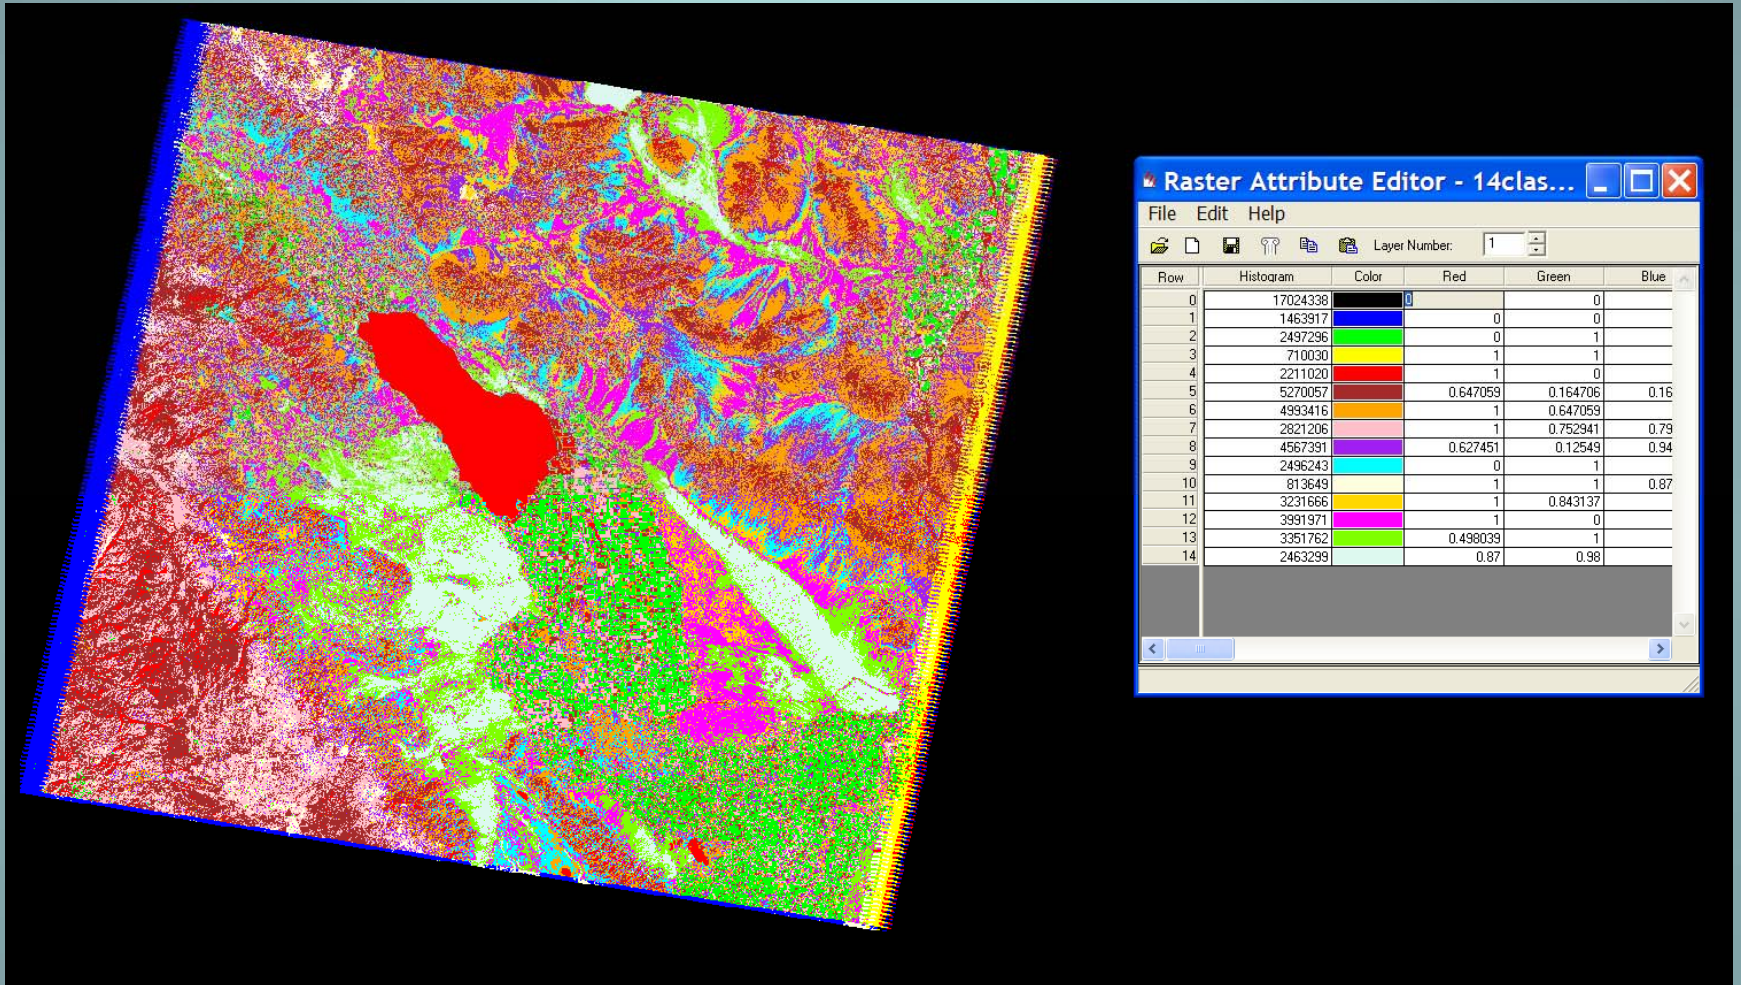 Raster Attribute Editor - 14clas...
File Edit Help
Layer Number: 1
Row Histogram Color Red Green Blue
0 17024338 0 0
1 1463917 0 0
2 2497296 0 1
3 710030 1 1
4 2211020 1 0
5 5270057 0.647059 0.164706 0.16
6 4993416 1 0.647059
7 2821206 1 0.752941 0.79
8 4567391 0.627451 0.12549 0.94
9 2496243 0 1
10 813649 1 1 0.87
11 3231666 1 0.843137
12 3991971 1 0
13 3351762 0.498039 1
14 2463299 0.87 0.98